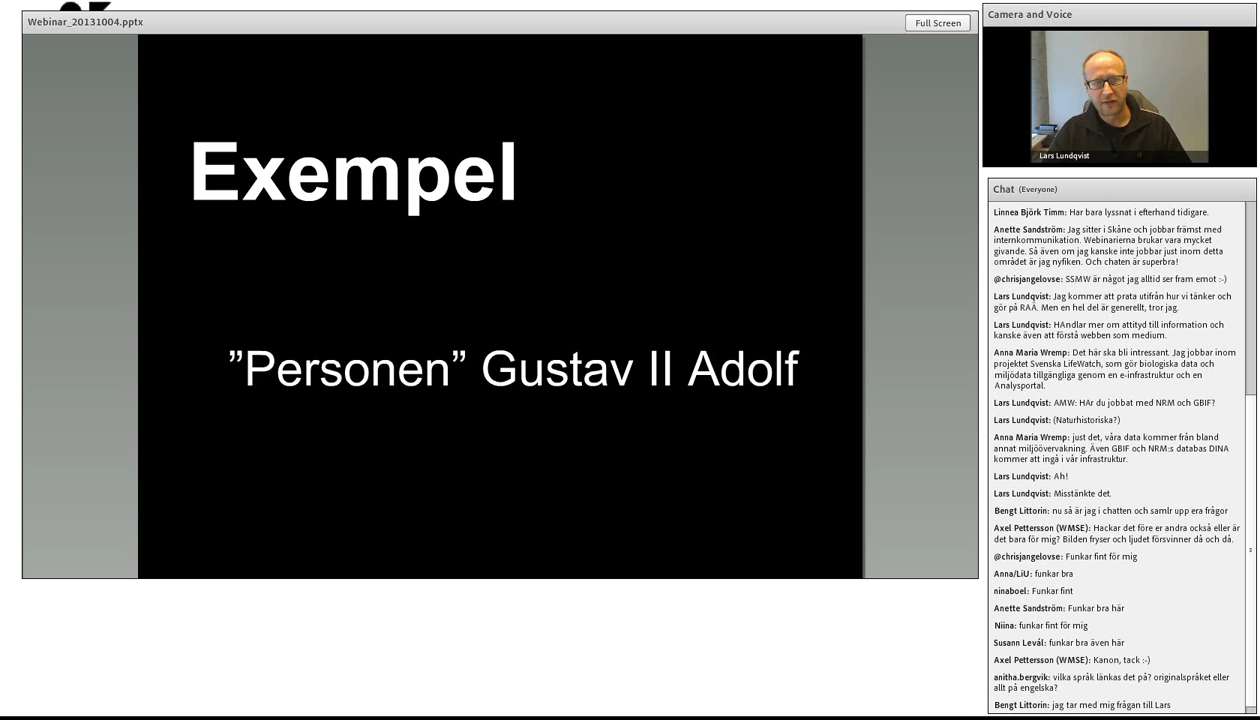 Webinar_20131004.pptx
Full Screen
Exempel
”Personen” Gustav II Adolf
Camera and Voice
Lars Lundqvist
Chat (Everyone)
Linnea Björk Timm: Har bara lyssnat i efterhand tidigare.
Anette Sandström: Jag sitter i Skåne och jobbar främst med
internkommunikation. Webinarierna brukar vara mycket
givande. Så även om jag kanske inte jobbar just inom detta
området är jag nyfiken. Och chaten är superbra!
@chrisjangelovse: SSMW är något jag alltid ser fram emot :-)
Lars Lundqvist: Jag kommer att prata utifrån hur vi tänker och
gör på RAÄ. Men en hel del är generellt, tror jag.
Lars Lundqvist: HAndlar mer om attityd till information och
kanske även att förstå webben som medium.
Anna Maria Wremp: Det här ska bli intressant. Jag jobbar inom
projektet Svenska LifeWatch, som gör biologiska data och
miljödata tillgängliga genom en e-infrastruktur och en
Analysportal.
Lars Lundqvist: AMW: HAr du jobbat med NRM och GBIF?
Lars Lundqvist: (Naturhistoriska?)
Anna Maria Wremp: just det, våra data kommer från bland
annat miljöövervakning. Även GBIF och NRM:s databas DINA
kommer att ingå i vår infrastruktur.
Lars Lundqvist: Ah!
Lars Lundqvist: Misstänkte det.
Bengt Littorin: nu så är jag i chatten och samlr upp era frågor
Axel Pettersson (WMSE): Hackar det före er andra också eller är
det bara för mig? Bilden fryser och ljudet försvinner då och då.
@chrisjangelovse: Funkar fint för mig
Anna/LiU: funkar bra
ninaboel: Funkar fint
Anette Sandström: Funkar bra här
Niina: funkar fint för mig
Susann Levál: funkar bra även här
Axel Pettersson (WMSE): Kanon, tack :-)
anitha.bergvik: vilka språk länkas det på? originalspråket eller
allt på engelska?
Bengt Littorin: jag tar med mig frågan till Lars